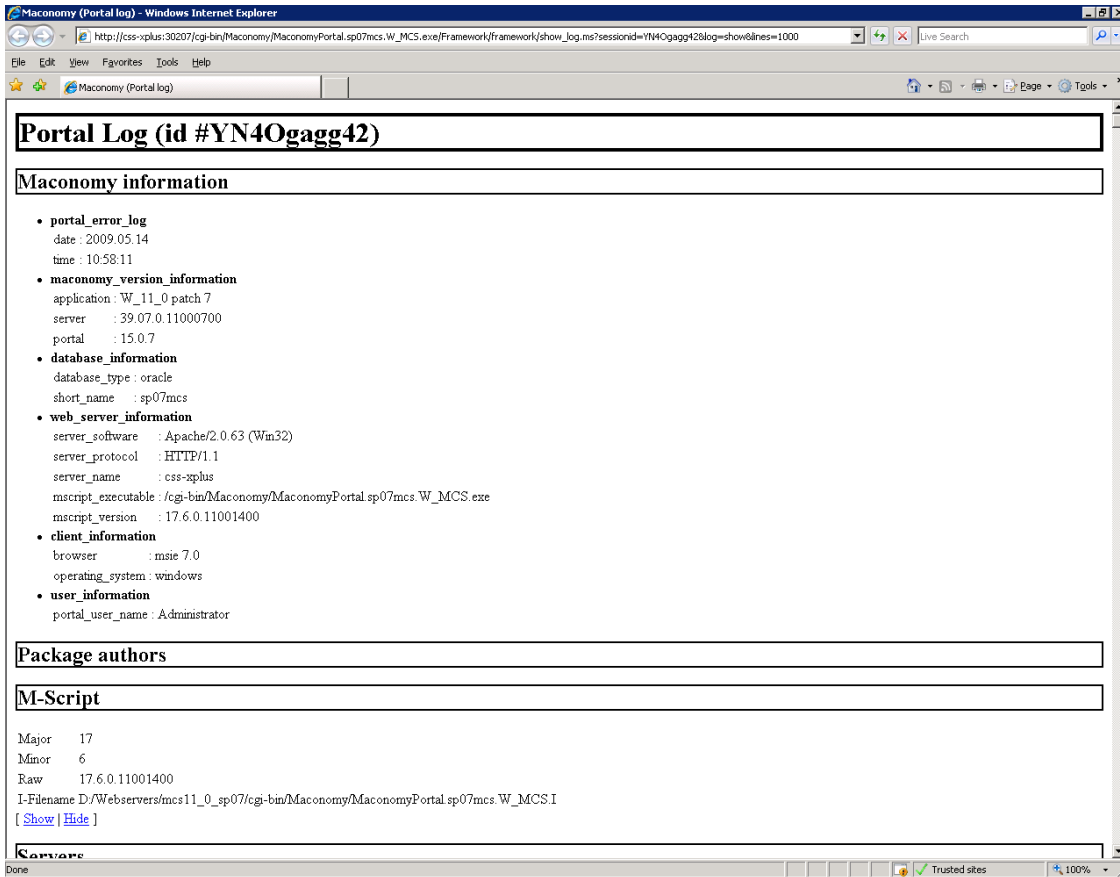 Maconomy (Portal log) - Windows Internet Explorer
http://css-xplus:30207/cgi-bin/Maconomy/MaconomyPortal.sp07mcs.W_MCS.exe/Framework/framework/show_log.ms?sessionid=YN4Ogagg42&log=show&lines=1000
Live Search
File Edit View Favorites Tools Help
Maconomy (Portal log)
Page Tools
Portal Log (id #YN4Ogagg42)
Maconomy information
• portal_error_log
date : 2009.05.14
time : 10:58:11
• maconomy_version_information
application : W_11_0 patch 7
server : 39.07.0.11000700
portal : 15.0.7
• database_information
database_type : oracle
short_name : sp07mcs
• web_server_information
server_software : Apache/2.0.63 (Win32)
server_protocol : HTTP/1.1
server_name : css-xplus
mscript_executable : /cgi-bin/Maconomy/MaconomyPortal.sp07mcs.W_MCS.exe
mscript_version : 17.6.0.11001400
• client_information
browser : msie 7.0
operating_system : windows
• user_information
portal_user_name : Administrator
Package authors
M-Script
Major 17
Minor 6
Raw 17.6.0.11001400
I-Filename D:/Webservers/mcs11_0_sp07/cgi-bin/Maconomy/MaconomyPortal.sp07mcs.W_MCS.I
[ Show | Hide ]
Servers
Done
Trusted sites
100%